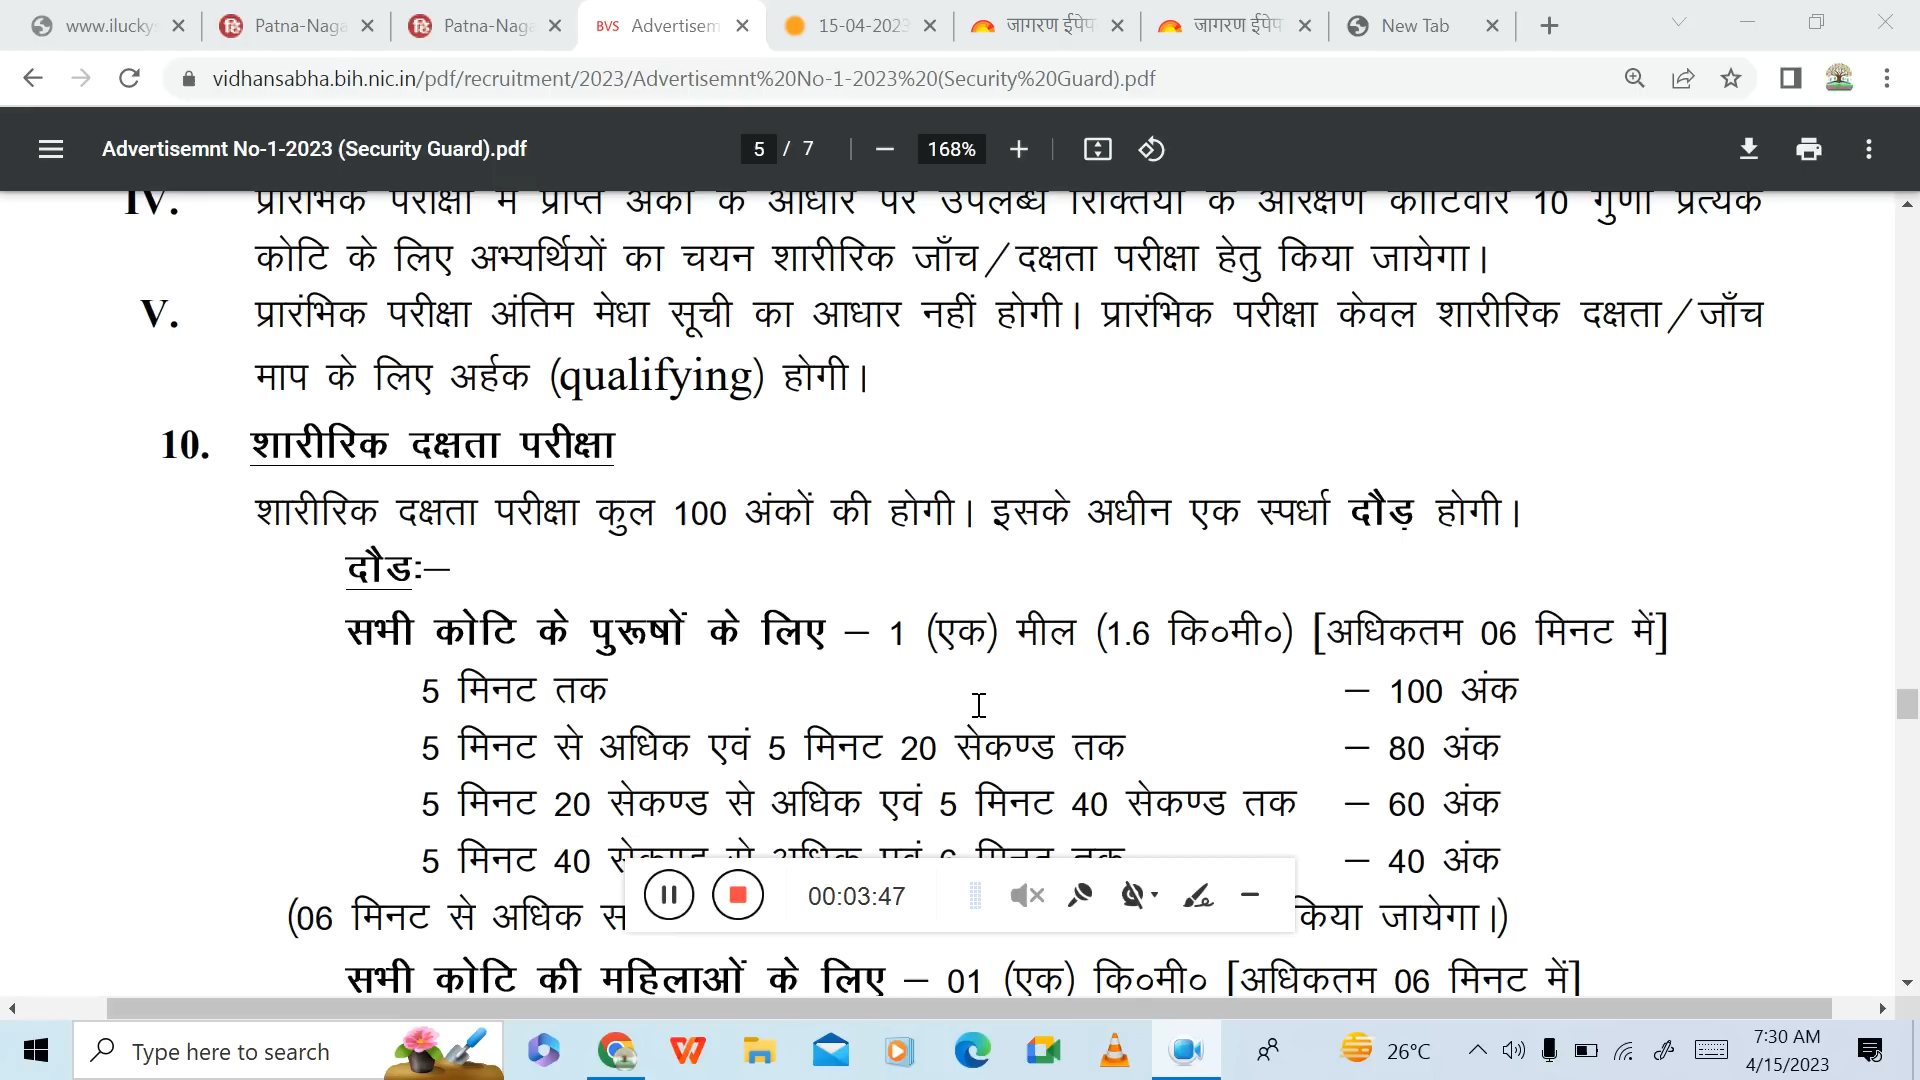 www.ilucky
Patna-Naga
Patna-Naga
BVS Advertisem
15-04-2023
जागरण ईपेप
जागरण ईपेप
New Tab
vidhansabha.bih.nic.in/pdf/recruitment/2023/Advertisemnt%20No-1-2023%20(Security%20Guard).pdf
Advertisemnt No-1-2023 (Security Guard).pdf
5 / 7
168%
IV. प्रारंभिक परीक्षा में प्राप्त अंकों के आधार पर उपलब्ध रिक्तियों के आरक्षण कोटिवार 10 गुणा प्रत्येक
कोटि के लिए अभ्यर्थियों का चयन शारीरिक जाँच/दक्षता परीक्षा हेतु किया जायेगा।
V. प्रारंभिक परीक्षा अंतिम मेधा सूची का आधार नहीं होगी। प्रारंभिक परीक्षा केवल शारीरिक दक्षता/जाँच
माप के लिए अर्हक (qualifying) होगी।
10. शारीरिक दक्षता परीक्षा
शारीरिक दक्षता परीक्षा कुल 100 अंकों की होगी। इसके अधीन एक स्पर्धा दौड़ होगी।
दौड:–
सभी कोटि के पुरूषों के लिए – 1 (एक) मील (1.6 कि०मी०) [अधिकतम 06 मिनट में]
5 मिनट तक – 100 अंक
5 मिनट से अधिक एवं 5 मिनट 20 सेकण्ड तक – 80 अंक
5 मिनट 20 सेकण्ड से अधिक एवं 5 मिनट 40 सेकण्ड तक – 60 अंक
5 मिनट 40 सेकण्ड से अधिक एवं 6 मिनट तक – 40 अंक
(06 मिनट से अधिक किया जायेगा।)
00:03:47
सभी कोटि की महिलाओं के लिए – 01 (एक) कि०मी० [अधिकतम 06 मिनट में]
Type here to search
26°C
7:30 AM
4/15/2023